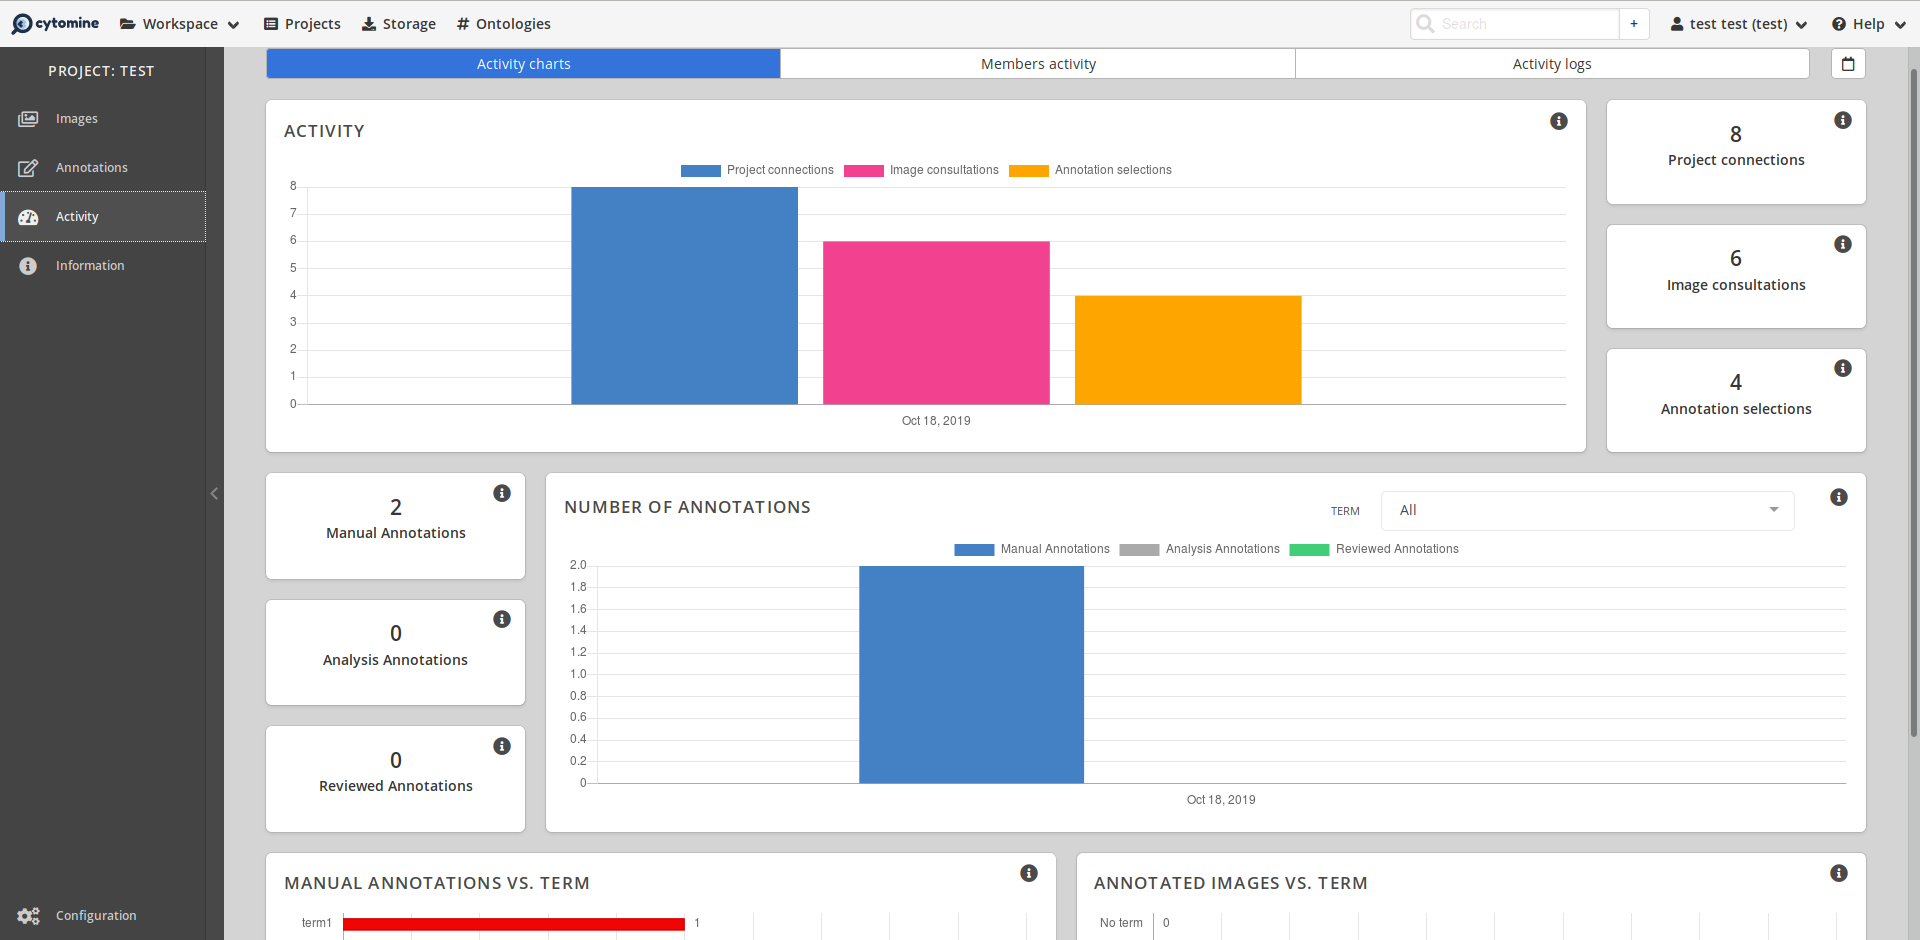 cytomine Workspace Projects Storage Ontologies Search + test test (test) Help
PROJECT: TEST
Images
Annotations
Activity
Information
Configuration
Activity charts Members activity Activity logs
ACTIVITY
Project connections Image consultations Annotation selections
8
7
6
5
4
3
2
1
0
Oct 18, 2019
8
Project connections
6
Image consultations
4
Annotation selections
2
Manual Annotations
0
Analysis Annotations
0
Reviewed Annotations
NUMBER OF ANNOTATIONS
TERM All
Manual Annotations Analysis Annotations Reviewed Annotations
2.0
1.8
1.6
1.4
1.2
1.0
0.8
0.6
0.4
0.2
0
Oct 18, 2019
MANUAL ANNOTATIONS VS. TERM
term1 1
ANNOTATED IMAGES VS. TERM
No term 0